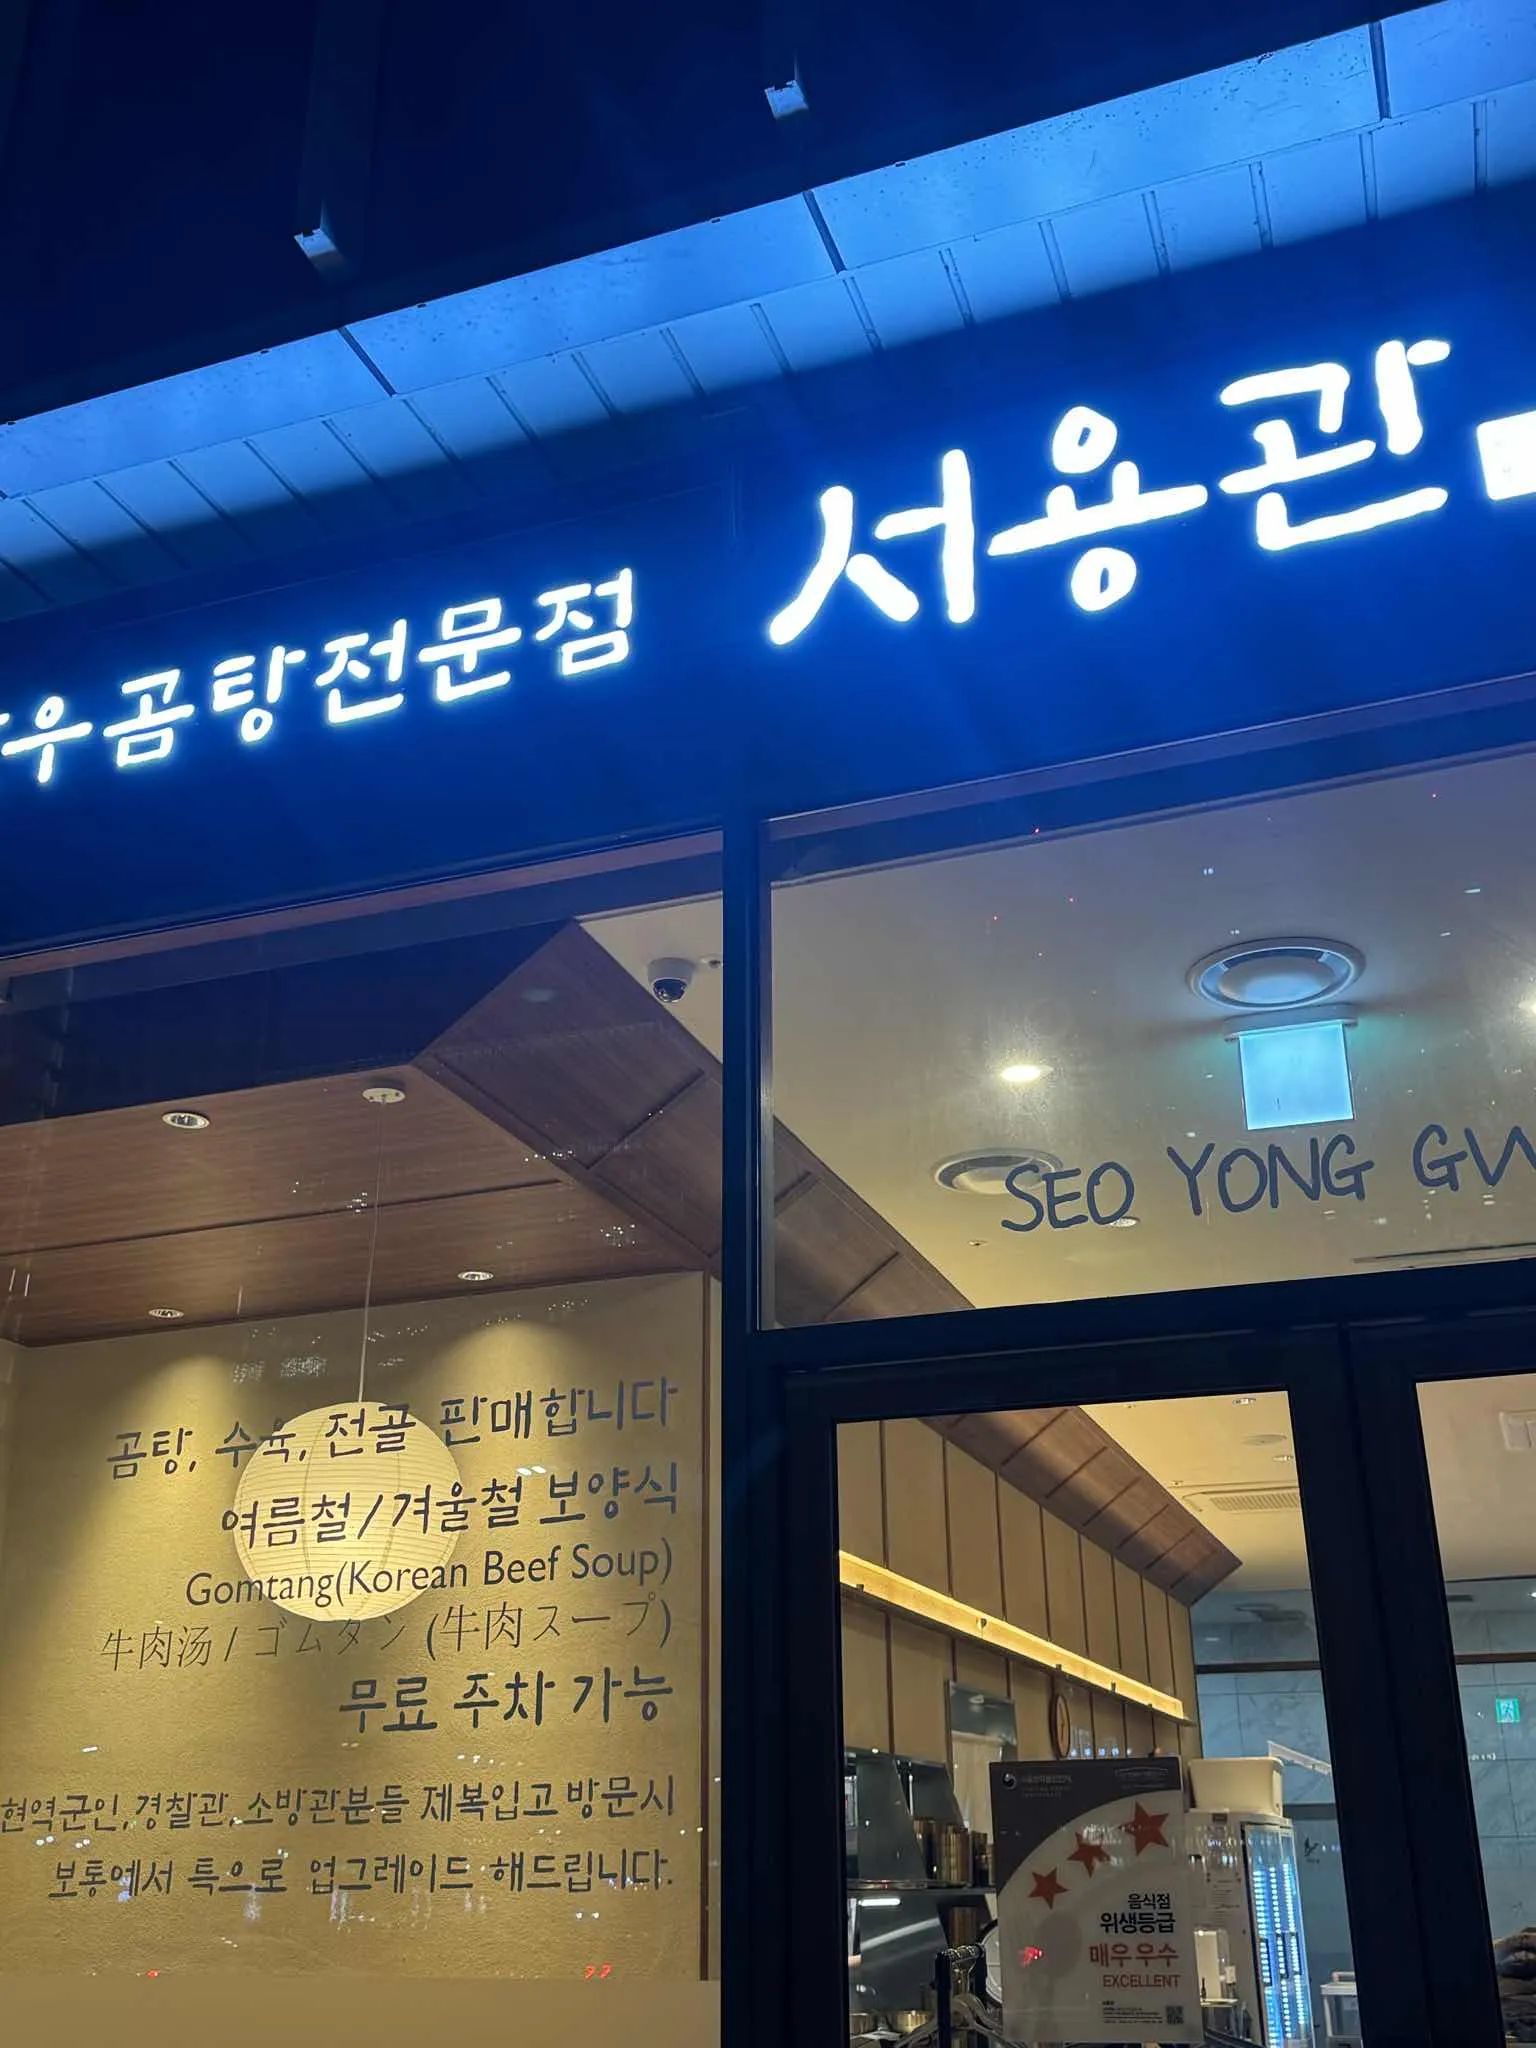 우곰탕전문점 서용관
SEO YONG GW
곰탕, 수육, 전골 판매합니다
여름철/겨울철 보양식
Gomtang(Korean Beef Soup)
牛肉汤 / ゴムタン (牛肉スープ)
무료 주차 가능
현역군인, 경찰관, 소방관분들 제복입고 방문시
보통에서 특으로 업그레이드 해드립니다.
음식점
위생등급
매우우수
EXCELLENT